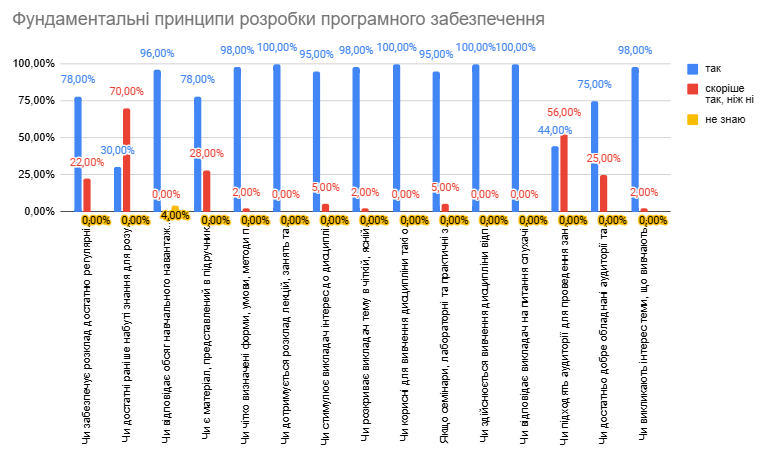 Фундаментальні принципи розробки програмного забезпечення
так
скоріше
так, ніж ні
не знаю
100,00%
75,00%
50,00%
25,00%
0,00%
78,00% 22,00% 0,00%
30,00% 70,00% 0,00%
96,00% 0,00% 4,00%
78,00% 28,00% 0,00%
98,00% 2,00% 0,00%
100,00% 0,00% 0,00%
95,00% 5,00% 0,00%
98,00% 2,00% 0,00%
100,00% 0,00% 0,00%
95,00% 5,00% 0,00%
100,00% 0,00% 0,00%
100,00% 0,00% 0,00%
44,00% 56,00% 0,00%
75,00% 25,00% 0,00%
98,00% 2,00% 0,00%
Чи забезпечує розклад достатньо регулярні…
Чи достатні раніше набуті знання для розу…
Чи відповідає обсяг навчального навантаж…
Чи є матеріал, представлений в підручник…
Чи чітко визначені форми, умови, методи п…
Чи дотримується розклад лекцій, занять та…
Чи стимулює викладач інтерес до дисциплі…
Чи розкриває викладач тему в чіткій, ясній…
Чи корисні для вивчення дисципліни такі о…
Якщо семінари, лабораторні та практичні з…
Чи здійснюється вивчення дисципліни відп…
Чи відповідає викладач на питання слухачі…
Чи підходять аудиторії для проведення зан…
Чи достатньо добре обладнані аудиторії та…
Чи викликають інтерес теми, що вивчають…